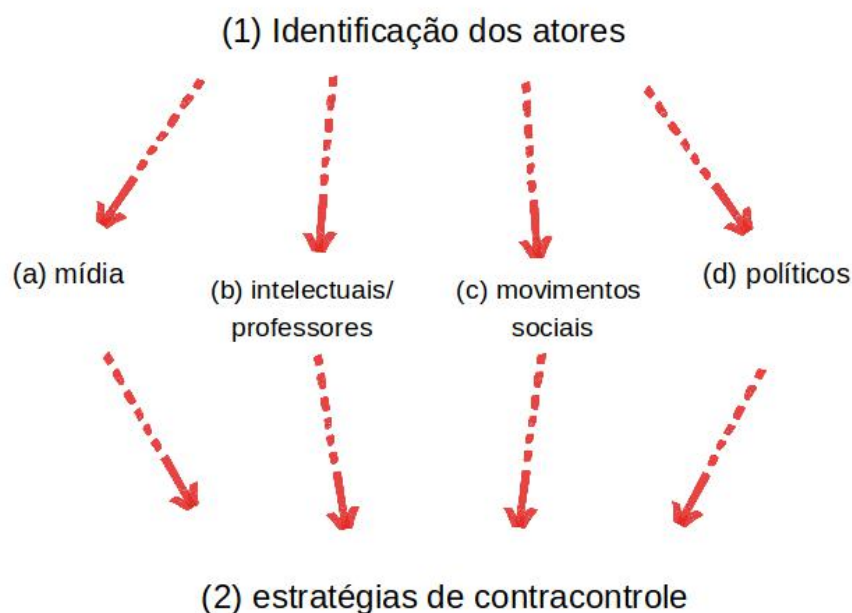 (1) Identificação dos atores
(a) mídia
(b) intelectuais/
professores
(c) movimentos
sociais
(d) políticos
(2) estratégias de contracontrole